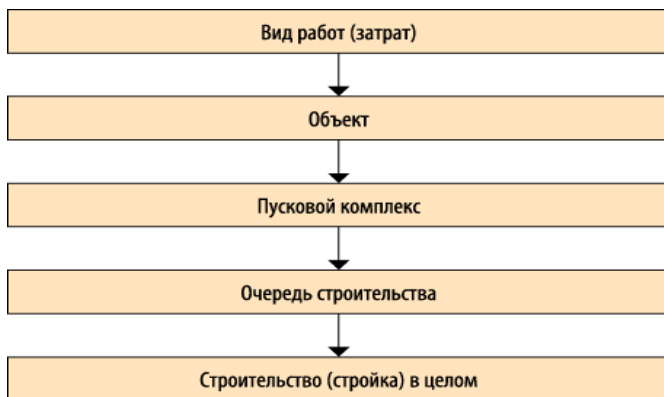 Вид работ (затрат)
Объект
Пусковой комплекс
Очередь строительства
Строительство (стройка) в целом